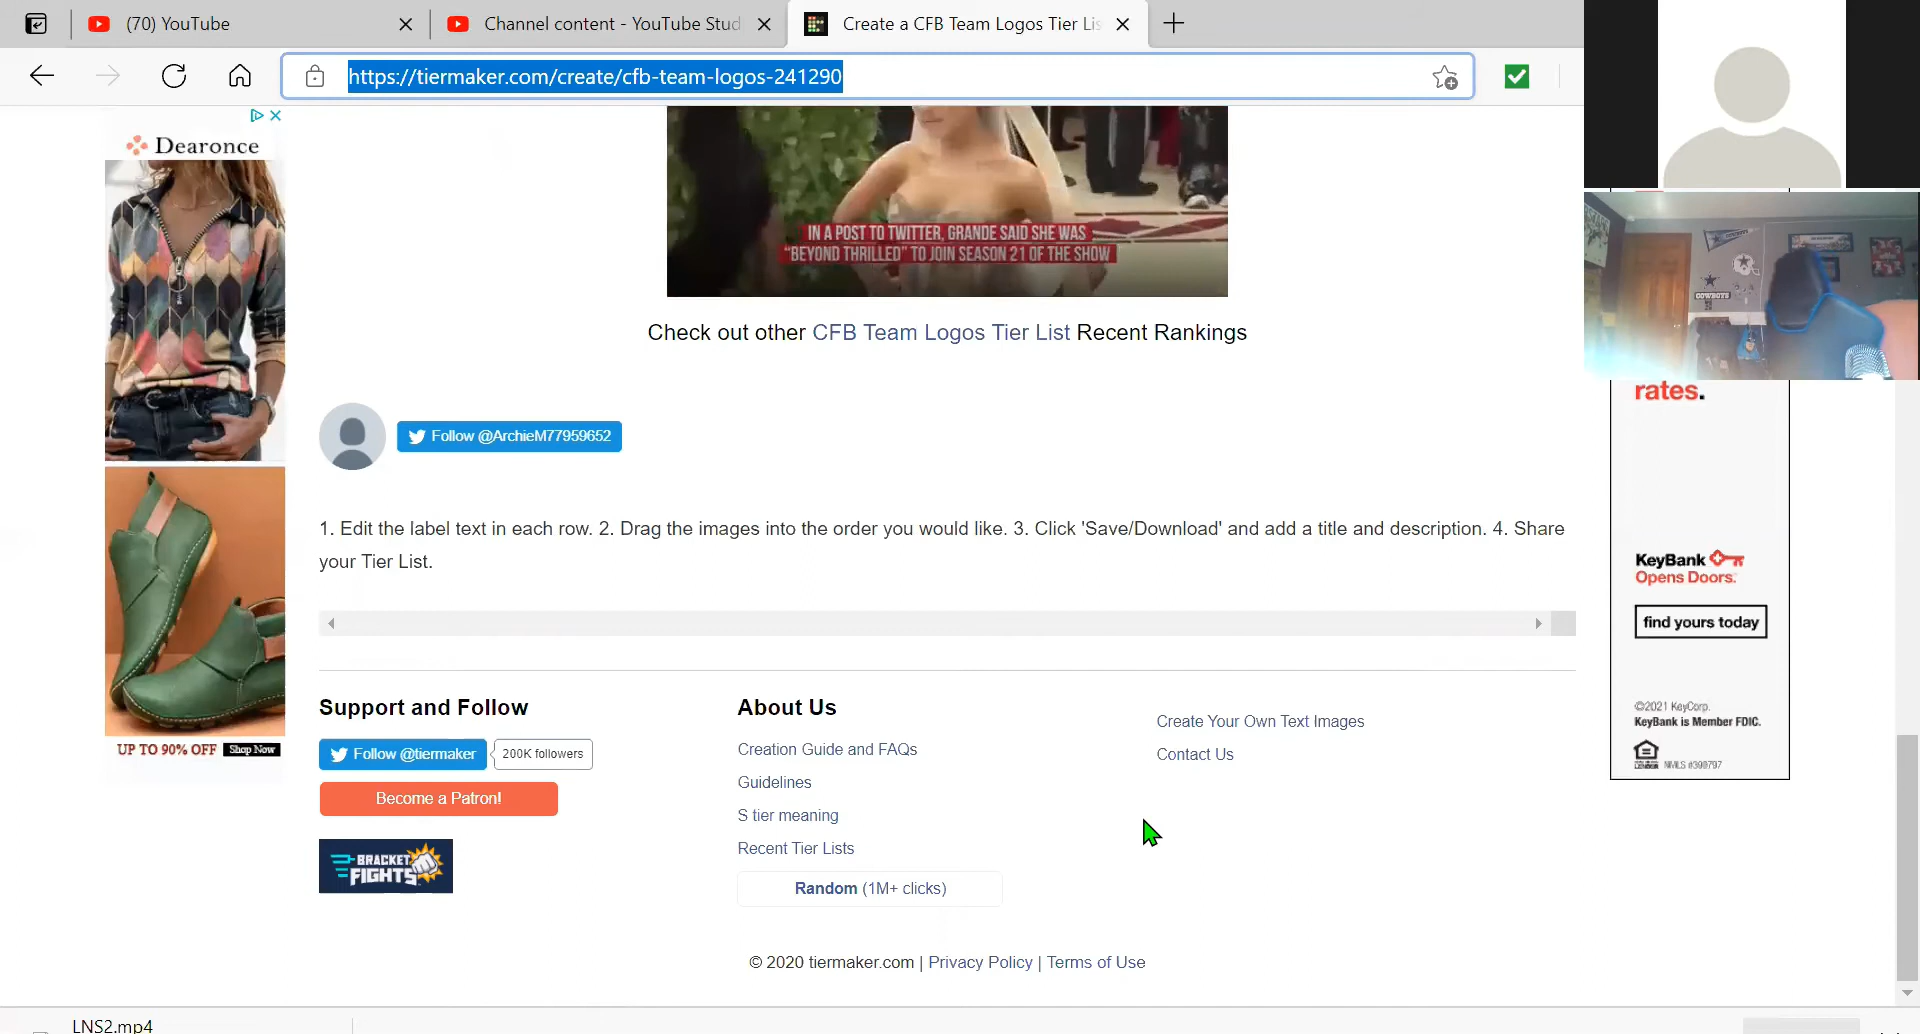 (70) YouTube
Channel content - YouTube Stud
Create a CFB Team Logos Tier Lis
https://tiermaker.com/create/cfb-team-logos-241290
Dearonce
IN A POST TO TWITTER, GRANDE SAID SHE WAS
"BEYOND THRILLED" TO JOIN SEASON 21 OF THE SHOW
Check out other CFB Team Logos Tier List Recent Rankings
Follow @ArchieM77959652
1. Edit the label text in each row. 2. Drag the images into the order you would like. 3. Click 'Save/Download' and add a title and description. 4. Share
your Tier List.
UP TO 90% OFF Shop Now
Support and Follow
Follow @tiermaker
200K followers
Become a Patron!
BRACKET
FIGHTS
About Us
Creation Guide and FAQs
Guidelines
S tier meaning
Recent Tier Lists
Random (1M+ clicks)
Create Your Own Text Images
Contact Us
© 2020 tiermaker.com | Privacy Policy | Terms of Use
COWBOYS
rates.
KeyBank
Opens Doors.
find yours today
©2021 KeyCorp.
KeyBank is Member FDIC.
NMLS #399797
LNS2.mp4